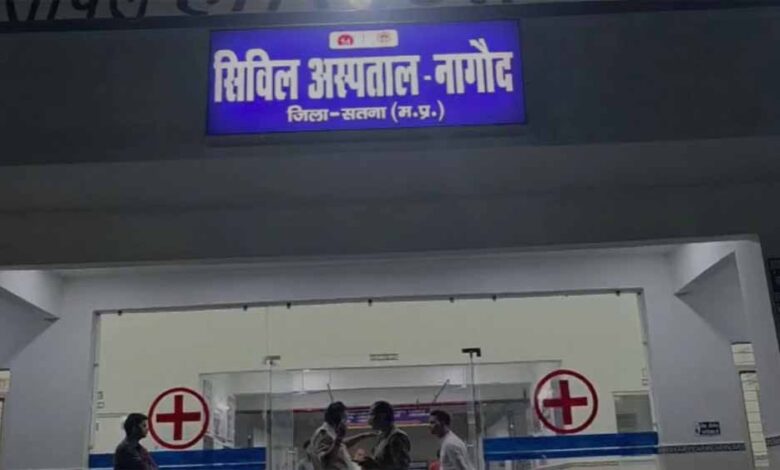 सिविल अस्पताल - नागौद
जिला-सतना (म.प्र.)